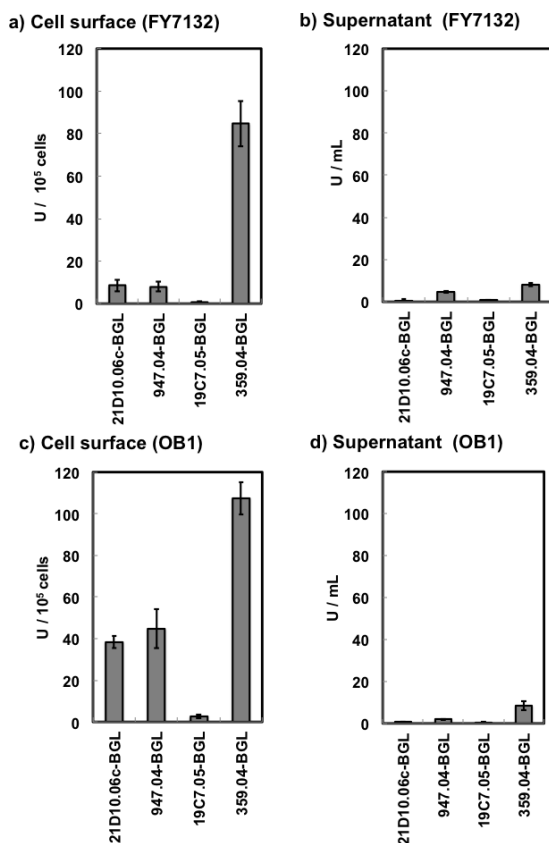 a) Cell surface (FY7132)
b) Supernatant (FY7132)
120
100
80
60
40
20
0
U / 10⁵ cells
21D10.06c-BGL
947.04-BGL
19C7.05-BGL
359.04-BGL
120
100
80
60
40
20
0
U / mL
21D10.06c-BGL
947.04-BGL
19C7.05-BGL
359.04-BGL
c) Cell surface (OB1)
d) Supernatant (OB1)
120
100
80
60
40
20
0
U / 10⁵ cells
21D10.06c-BGL
947.04-BGL
19C7.05-BGL
359.04-BGL
120
100
80
60
40
20
0
U / mL
21D10.06c-BGL
947.04-BGL
19C7.05-BGL
359.04-BGL